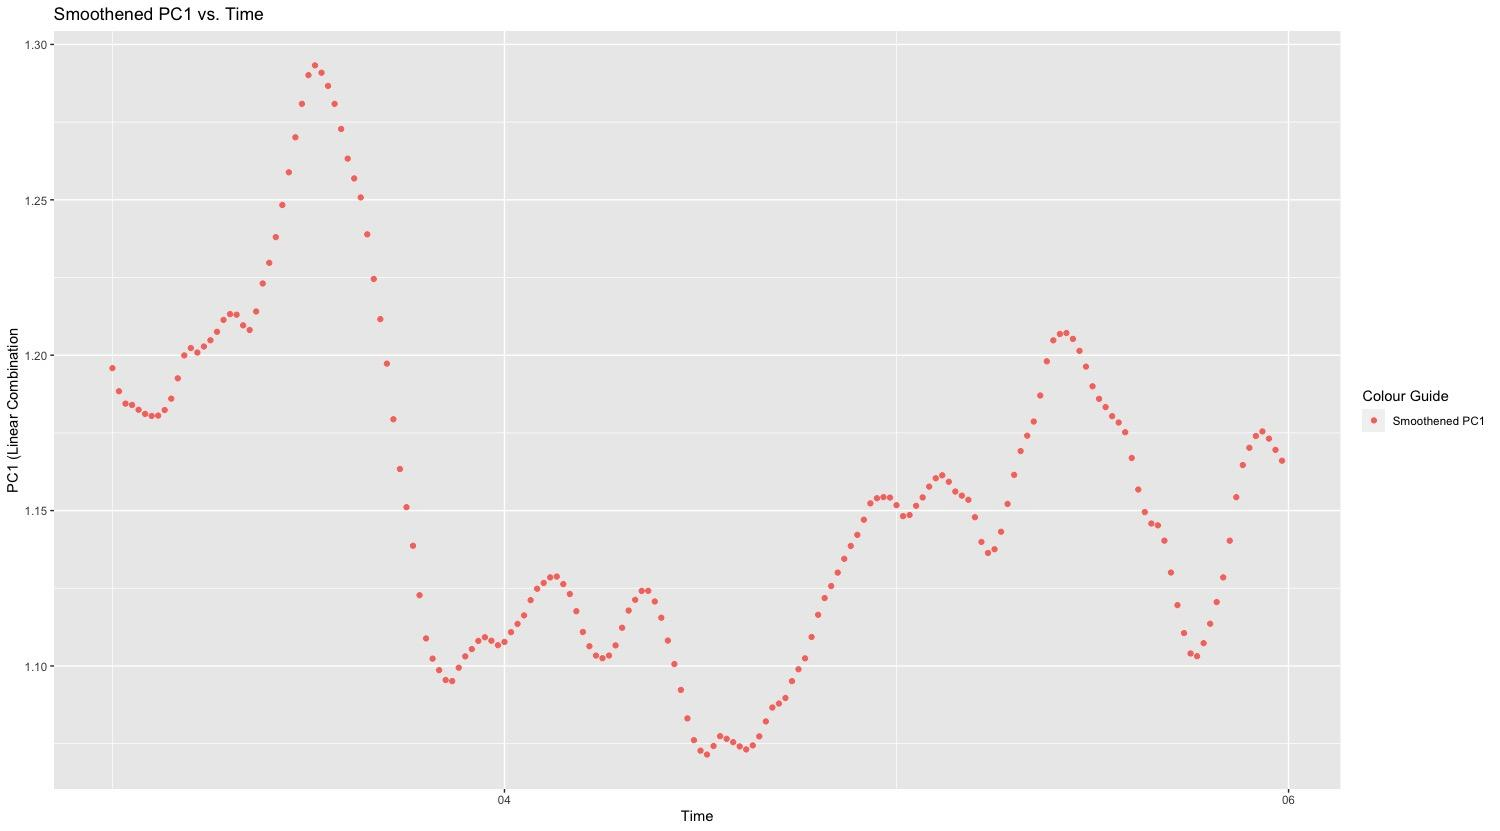 Smoothened PC1 vs. Time
1.30
1.25
1.20
1.15
1.10
PC1 (Linear Combination
04
06
Time
Colour Guide
Smoothened PC1